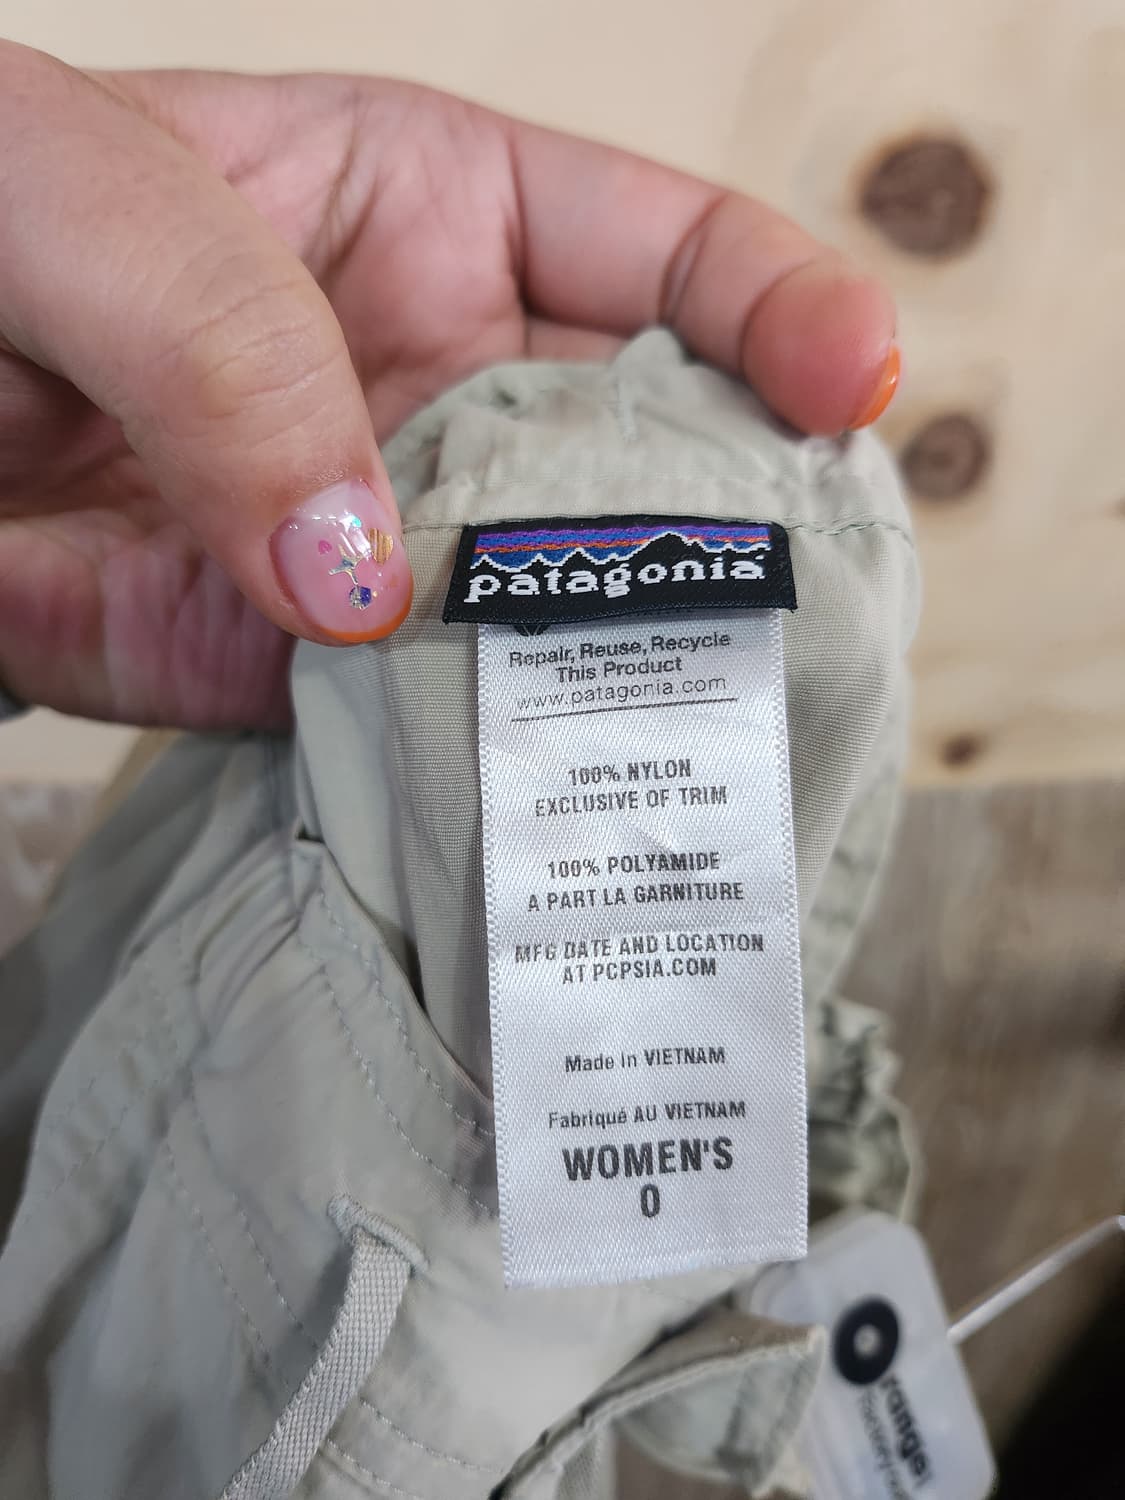 patagonia
Repair, Reuse, Recycle
This Product
www.patagonia.com
100% NYLON
EXCLUSIVE OF TRIM
100% POLYAMIDE
A PART LA GARNITURE
MFG DATE AND LOCATION
AT PCPSIA.COM
Made in VIETNAM
Fabriqué AU VIETNAM
WOMEN'S
0
Orange